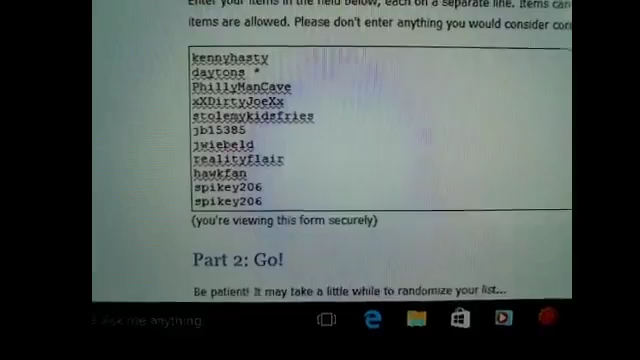 Enter your items in the field below, each on a separate line. Items can
items are allowed. Please don't enter anything you would consider
kennyhasty
daytons *
PhillyManCave
xXDirtyJoeXx
stolemykidsfries
jb15385
jwiebeld
realityflair
hawkfan
spikey206
spikey206
(you're viewing this form securely)
Part 2: Go!
Be patient! It may take a little while to randomize your list...
Ask me anything